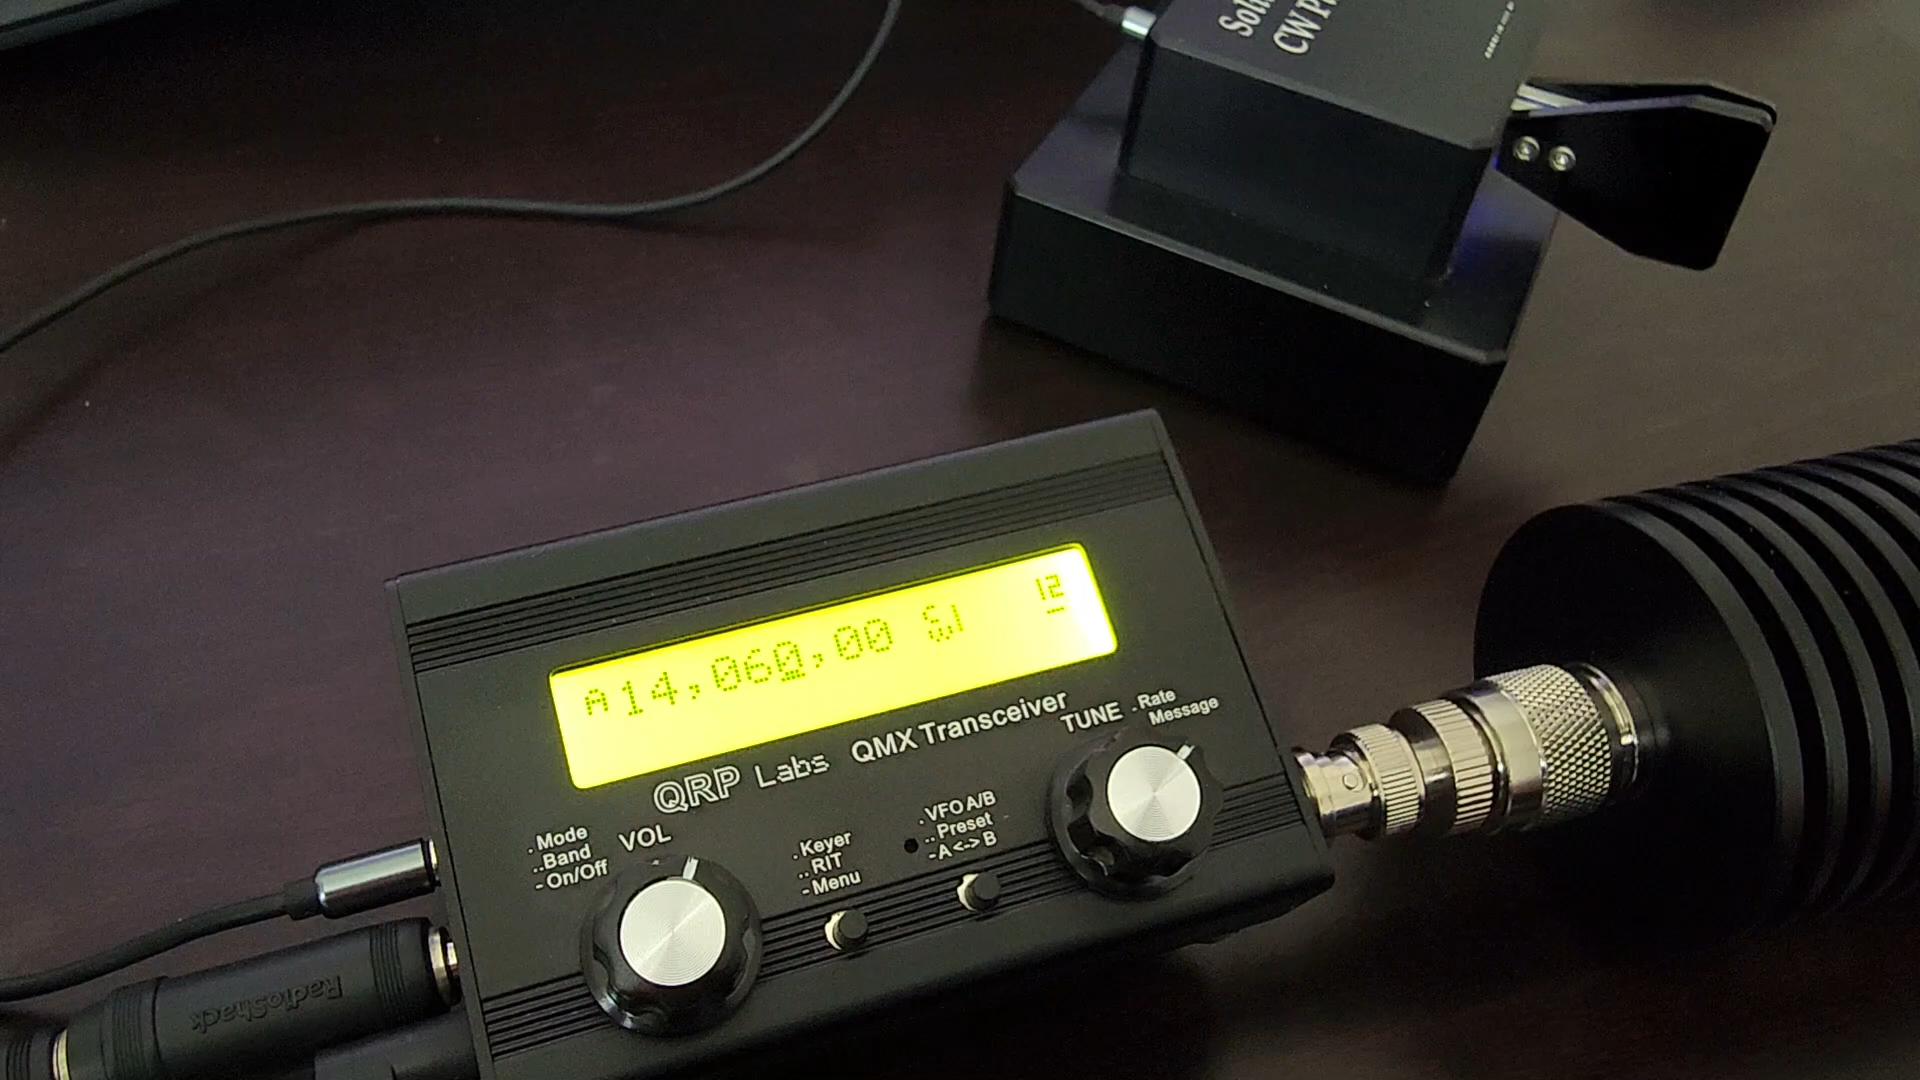 CW
A14,060,00
12
QRP Labs QMX Transceiver
TUNE
. Rate
Message
. Mode
.. Band
- On/Off
VOL
. Keyer
.. RIT
- Menu
. VFO A/B
.. Preset
- A <-> B
RadioShack